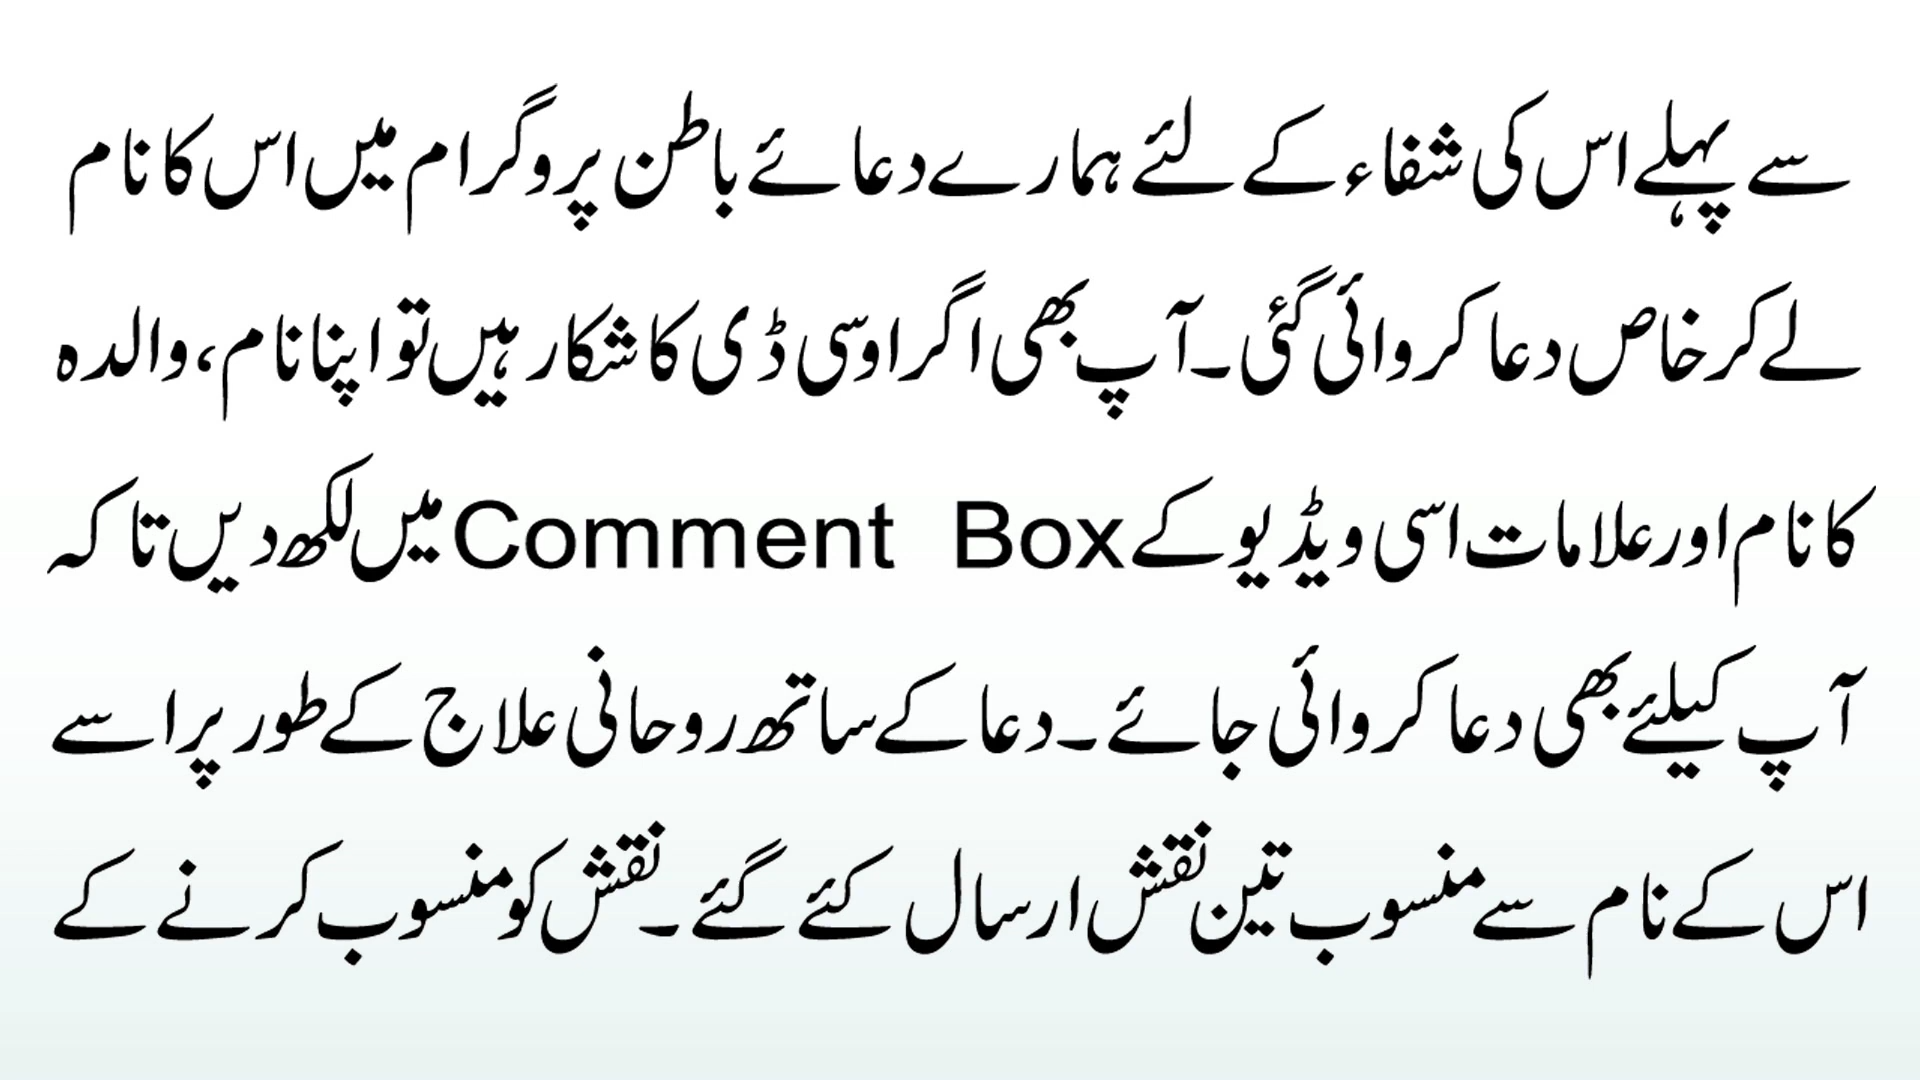 سے پہلے اس کی شفاء کے لئے ہمارے دعائے باطن پروگرام میں اس کا نام
لے کر خاص دعا کروائی گئی۔ آپ بھی اگر اوسی ڈی کا شکار ہیں تو اپنا نام، والدہ
کا نام اور علامات اسی ویڈیو کے Comment Box میں لکھ دیں تا کہ
آپ کیلئے بھی دعا کروائی جائے۔ دعا کے ساتھ روحانی علاج کے طور پر اسے
اس کے نام سے منسوب تین نقش ارسال کئے گئے۔ نقش کو منسوب کرنے کے